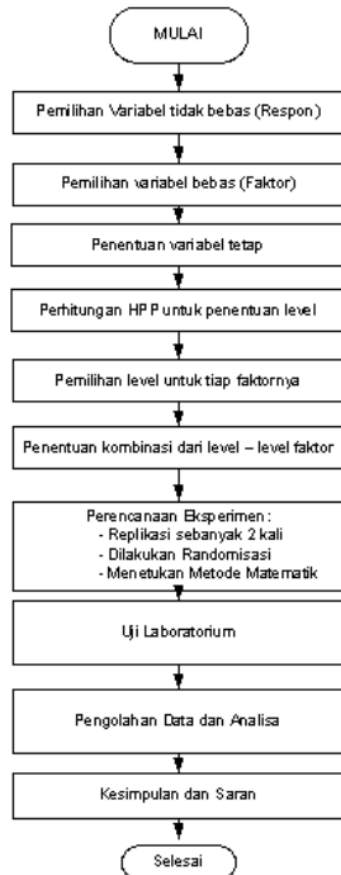 MULAI
Pemilihan Variabel tidak bebas (Respon)
Pemilihan variabel bebas (Faktor)
Penentuan variabel tetap
Perhitungan HPP untuk penentuan level
Pemilihan level untuk tiap faktornya
Penentuan kombinasi dari level – level faktor
Perencanaan Eksperimen :
- Replikasi sebanyak 2 kali
- Dilakukan Randomisasi
- Menetukan Metode Matematik
Uji Laboratorium
Pengolahan Data dan Analisa
Kesimpulan dan Saran
Selesai